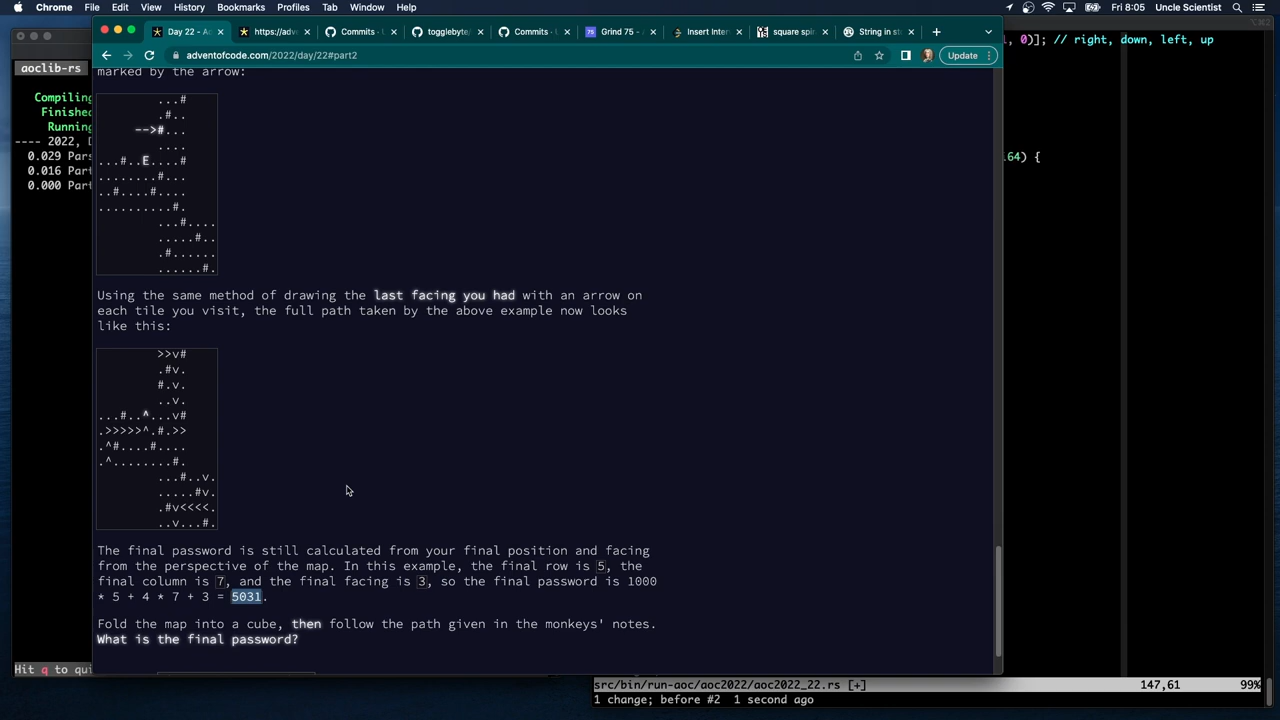 Chrome File Edit View History Bookmarks Profiles Tab Window Help Fri 8:05 Uncle Scientist
Day 22 - Ad https://adv Commits · togglebyte/ Commits · Grind 75 - Insert Inter square spi String in st
, 0)]; // right, down, left, up
adventofcode.com/2022/day/22#part2 Update
aoclib-rs
marked by the arrow:
Compiling
Finished
Running
---- 2022,
0.029 Par
0.016 Par
0.000 Par
64) {
...#
.#..
-->#...
....
...#..E....#
........#...
..#....#....
..........#.
...#....
.....#..
.#......
......#.
Using the same method of drawing the last facing you had with an arrow on
each tile you visit, the full path taken by the above example now looks
like this:
>>v#
.#v.
#.v.
..v.
...#..^...v#
.>>>>>^.#.>>
.^#....#....
.^........#.
...#..v.
.....#v.
.#v<<<<.
..v...#.
The final password is still calculated from your final position and facing
from the perspective of the map. In this example, the final row is 5, the
final column is 7, and the final facing is 3, so the final password is 1000
* 5 + 4 * 7 + 3 = 5031.
Fold the map into a cube, then follow the path given in the monkeys' notes.
What is the final password?
Hit q to qui
src/bin/run-aoc/aoc2022/aoc2022_22.rs [+] 147,61 99%
1 change; before #2 1 second ago